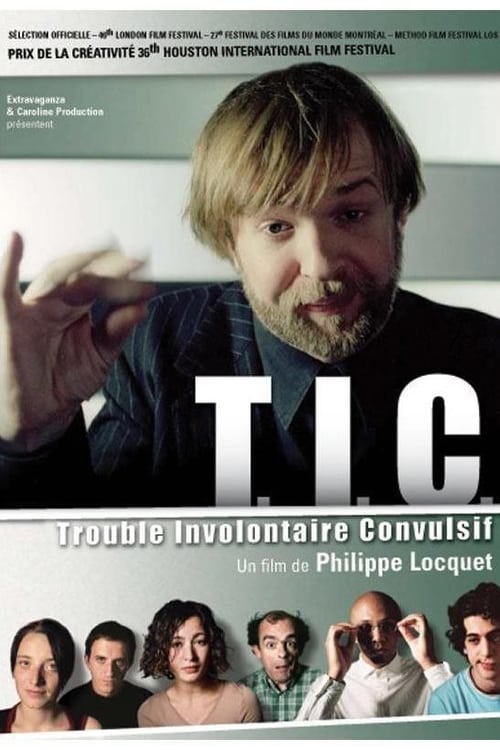 SÉLECTION OFFICIELLE – 46th LONDON FILM FESTIVAL – 27e FESTIVAL DES FILMS DU MONDE MONTRÉAL – METHOD FILM FESTIVAL LOS
PRIX DE LA CRÉATIVITÉ 36th HOUSTON INTERNATIONAL FILM FESTIVAL
Extravaganza
& Caroline Production
présentent
T.I.C.
Trouble Involontaire Convulsif
Un film de Philippe Locquet